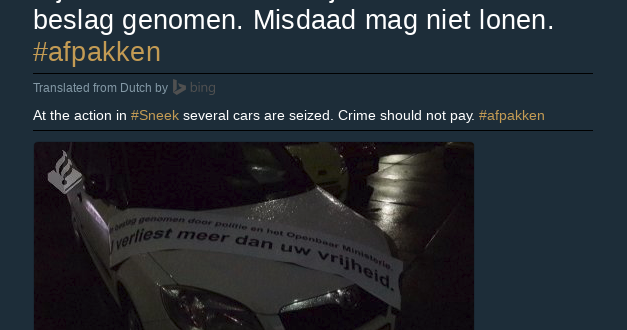 beslag genomen. Misdaad mag niet lonen.
#afpakken
Translated from Dutch by bing
At the action in #Sneek several cars are seized. Crime should not pay. #afpakken
beslag genomen door politie en het Openbaar Ministerie.
verliest meer dan uw vrijheid.